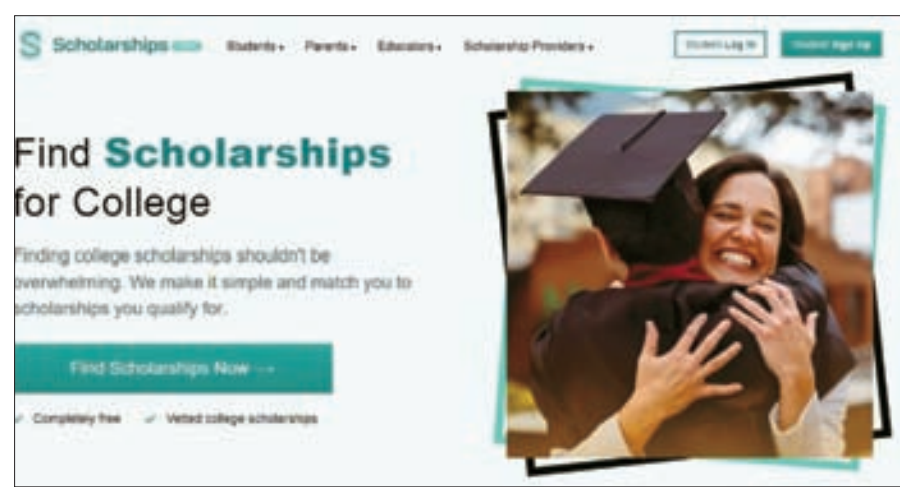 Scholarships
Students Parents Educators Scholarship Providers
Student Log In
Student Sign Up
Find Scholarships
for College
Finding college scholarships shouldn't be
overwhelming. We make it simple and match you to
scholarships you qualify for.
Find Scholarships Now →
✓ Completely free ✓ Vetted college scholarships